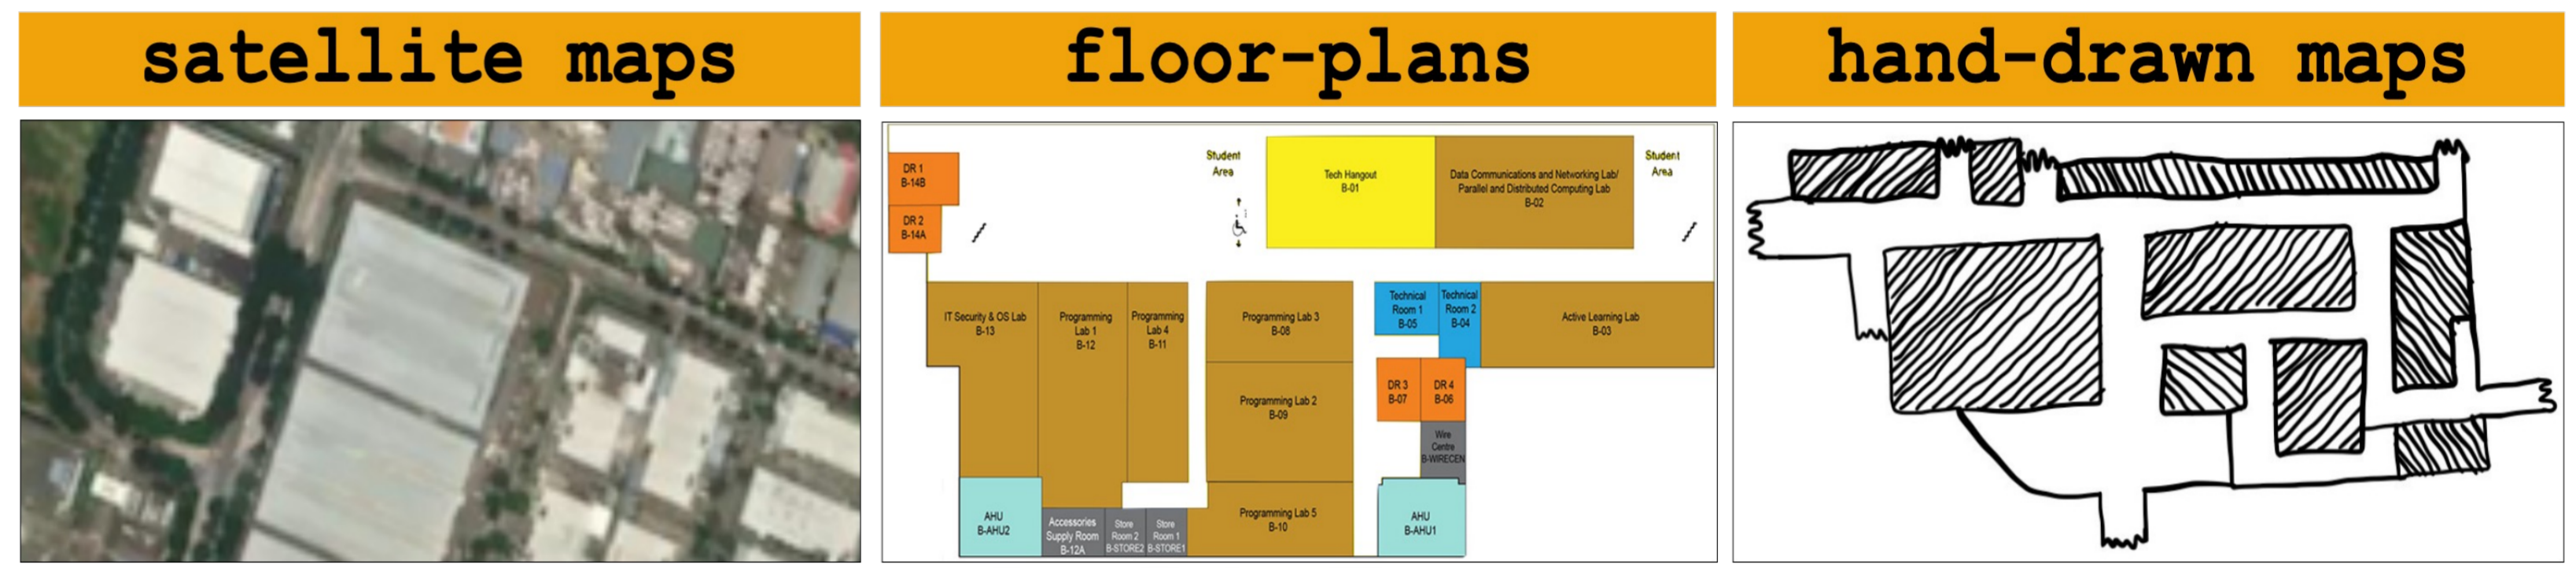 satellite maps
floor-plans
hand-drawn maps
DR 1
B-14B
DR 2
B-14A
Student
Area
Tech Hangout
B-01
Data Communications and Networking Lab/
Parallel and Distributed Computing Lab
B-02
Student
Area
IT Security & OS Lab
B-13
Programming
Lab 1
B-12
Programming
Lab 4
B-11
Programming Lab 3
B-08
Technical
Room 1
B-05
Technical
Room 2
B-04
Active Learning Lab
B-03
Programming Lab 2
B-09
DR 3
B-07
DR 4
B-06
Wire
Centre
B-WIRECEN
AHU
B-AHU2
Accessories
Supply Room
B-12A
Store
Room 2
B-STORE2
Store
Room 1
B-STORE1
Programming Lab 5
B-10
AHU
B-AHU1